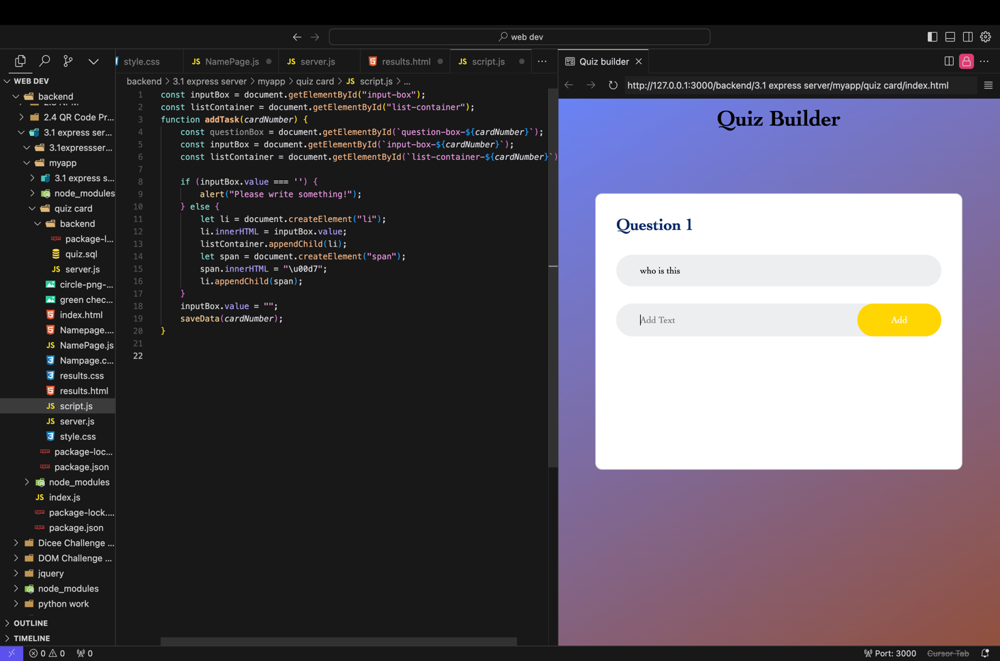 web dev
style.css
JS NamePage.js
JS server.js
results.html
JS script.js
Quiz builder
WEB DEV
backend
2.4 QR Code Pr...
3.1 express ser...
3.1expressser...
myapp
3.1 express s...
node_modules
quiz card
backend
package-l...
quiz.sql
JS server.js
circle-png-...
green chec...
index.html
Namepage....
JS NamePage.js
Nampage.c...
results.css
results.html
JS script.js
JS server.js
style.css
package-loc...
package.json
node_modules
JS index.js
package-lock....
package.json
Dicee Challenge ...
DOM Challenge ...
jquery
node_modules
python work
OUTLINE
TIMELINE
backend > 3.1 express server > myapp > quiz card > JS script.js > ...
1 const inputBox = document.getElementById("input-box");
2 const listContainer = document.getElementById("list-container");
3 function addTask(cardNumber) {
4 const questionBox = document.getElementById(`question-box-${cardNumber}`);
5 const inputBox = document.getElementById(`input-box-${cardNumber}`);
6 const listContainer = document.getElementById(`list-container-${cardNumber}`)
7
8 if (inputBox.value === '') {
9 alert("Please write something!");
10 } else {
11 let li = document.createElement("li");
12 li.innerHTML = inputBox.value;
13 listContainer.appendChild(li);
14 let span = document.createElement("span");
15 span.innerHTML = "\u00d7";
16 li.appendChild(span);
17 }
18 inputBox.value = "";
19 saveData(cardNumber);
20 }
21
22
http://127.0.0.1:3000/backend/3.1 express server/myapp/quiz card/index.html
Quiz Builder
Question 1
who is this
Add Text
Add
0 0 0
Port: 3000
Cursor Tab